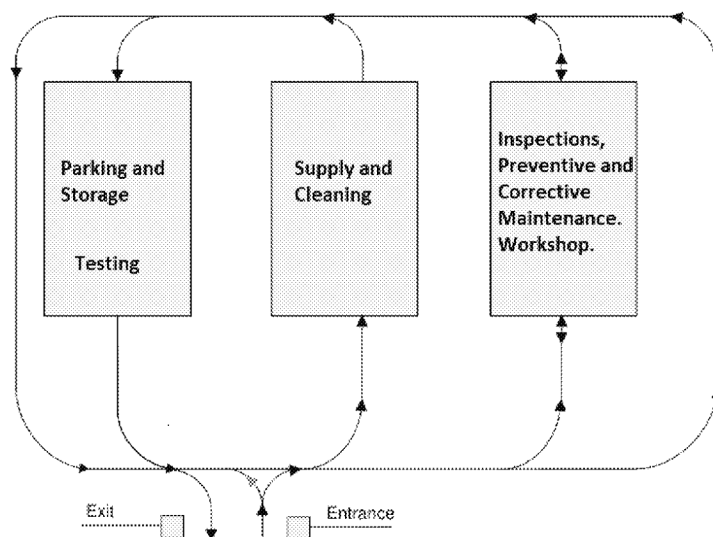 Parking and
Storage
Testing
Supply and
Cleaning
Inspections,
Preventive and
Corrective
Maintenance.
Workshop.
Exit
Entrance